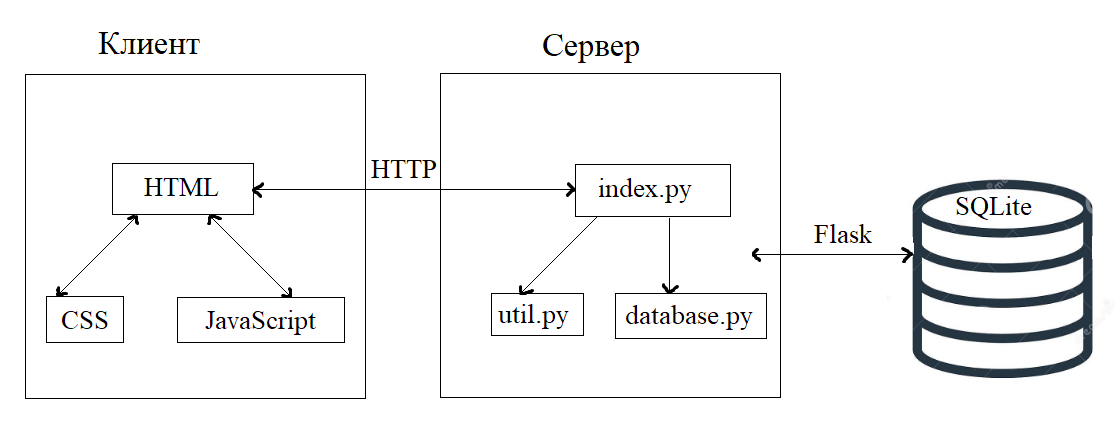 Клиент
Сервер
HTTP
HTML
index.py
SQLite
Flask
CSS
JavaScript
util.py
database.py